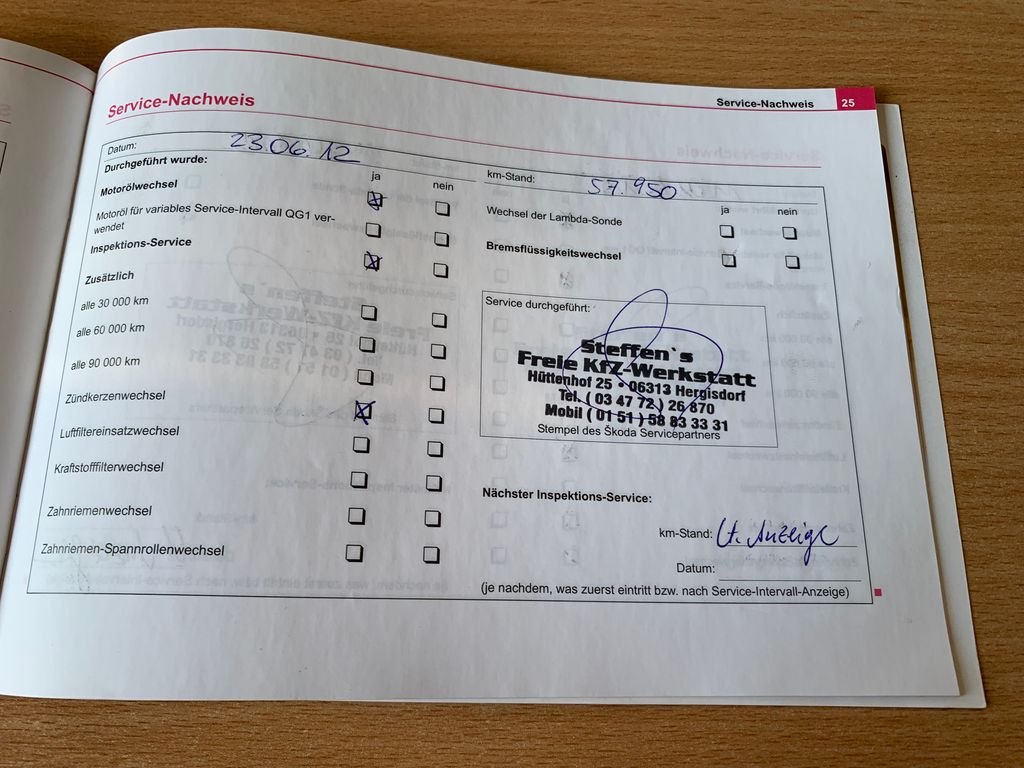 Service-Nachweis
Service-Nachweis 25
Datum: 23.06.12
Durchgeführt wurde:
ja nein
Motorölwechsel
Motoröl für variables Service-Intervall QG1 ver-
wendet
Inspektions-Service
Zusätzlich
alle 30 000 km
alle 60 000 km
alle 90 000 km
Zündkerzenwechsel
Luftfiltereinsatzwechsel
Kraftstofffilterwechsel
Zahnriemenwechsel
Zahnriemen-Spannrollenwechsel
km-Stand: 57.950
ja nein
Wechsel der Lambda-Sonde
Bremsflüssigkeitswechsel
Service durchgeführt:
Steffen`s
Freie Kfz-Werkstatt
Hüttenhof 25 • 06313 Hergisdorf
Tel. ( 03 47 72 ) 26 870
Mobil ( 01 51 ) 58 83 33 31
Stempel des Škoda Servicepartners
Nächster Inspektions-Service:
km-Stand: lt. Anzeige
Datum:
(je nachdem, was zuerst eintritt bzw. nach Service-Intervall-Anzeige)